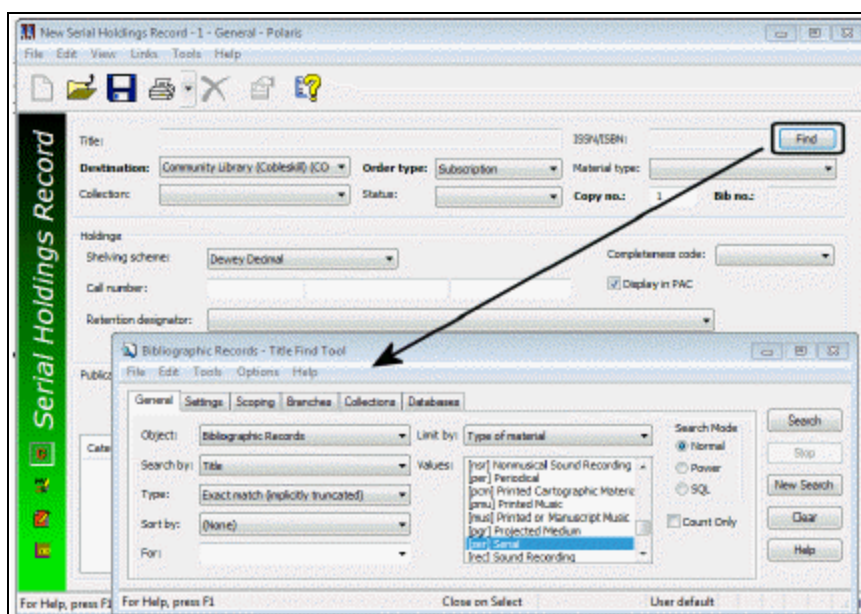 New Serial Holdings Record - 1 - General - Polaris
File Edit View Links Tools Help
Serial Holdings Record
Title: ISSN/ISBN: Find
Destination: Community Library (Cobleskill) (CO Order type: Subscription Material type:
Collection: Status: Copy no.: 1 Bib no.:
Holdings
Shelving scheme: Dewey Decimal Completeness code:
Call number: Display in PAC
Retention designator:
Publica
Cate
For Help, press F1
Bibliographic Records - Title Find Tool
File Edit Tools Options Help
General Settings Scoping Branches Collections Databases
Object: Bibliographic Records Limit by: Type of material Search Mode Search
Normal
Search by: Title Values: [nsr] Nonmusical Sound Recording Stop
[per] Periodical Power
Type: Exact match (implicitly truncated) [pcm] Printed Cartographic Materic SQL New Search
[pmu] Printed Music
Sort by: (None) [mus] Printed or Manuscript Music Count Only Clear
[pgr] Projected Medium
For: [ser] Serial Help
[rec] Sound Recording
For Help, press F1 Close on Select User default